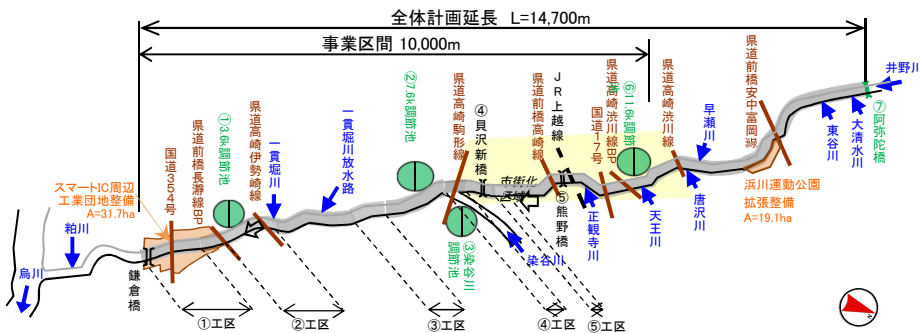 全体計画延長 L=14,700m
事業区間 10,000m
井野川
⑦阿弥陀橋
大清水川
東谷川
県道前橋安中富岡線
浜川運動公園
拡張整備
A=19.1ha
早瀬川
唐沢川
県道高崎渋川線
天王川
⑥11.6k調節池
県道高崎渋川線BP
国道17号
正観寺川
JR上越線
⑤熊野橋
県道前橋高崎線
市街化
区域
④貝沢新橋
県道高崎駒形線
染谷川
③染谷川
調節池
②7.6k調節池
一貫堀川放水路
一貫堀川
県道高崎伊勢崎線
①3.6k調節池
県道前橋長瀞線BP
国道354号
スマートIC周辺
工業団地整備
A=31.7ha
粕川
烏川
鎌倉橋
①工区
②工区
③工区
④工区
⑤工区